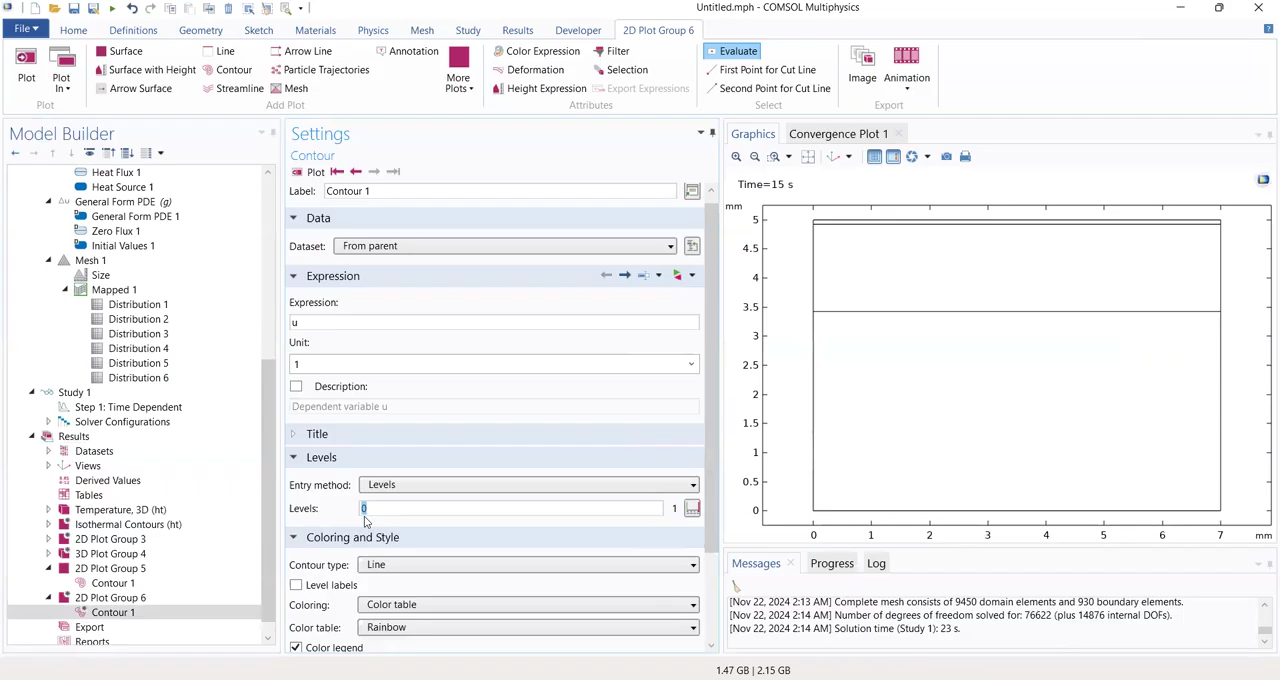 Untitled.mph - COMSOL Multiphysics
File Home Definitions Geometry Sketch Materials Physics Mesh Study Results Developer 2D Plot Group 6
Surface Line Arrow Line Annotation Color Expression Filter Evaluate
Surface with Height Contour Particle Trajectories Deformation Selection First Point for Cut Line
Arrow Surface Streamline Mesh Height Expression Export Expressions Second Point for Cut Line
Plot Plot In More Plots Image Animation
Plot Add Plot Attributes Select Export
Model Builder
Heat Flux 1
Heat Source 1
Δu General Form PDE (g)
General Form PDE 1
Zero Flux 1
Initial Values 1
Mesh 1
Size
Mapped 1
Distribution 1
Distribution 2
Distribution 3
Distribution 4
Distribution 5
Distribution 6
Study 1
Step 1: Time Dependent
Solver Configurations
Results
Datasets
Views
Derived Values
Tables
Temperature, 3D (ht)
Isothermal Contours (ht)
2D Plot Group 3
3D Plot Group 4
2D Plot Group 5
Contour 1
2D Plot Group 6
Contour 1
Export
Reports
Settings
Contour
Plot
Label: Contour 1
Data
Dataset: From parent
Expression
Expression:
u
Unit:
1
Description:
Dependent variable u
Title
Levels
Entry method: Levels
Levels: 0 1
Coloring and Style
Contour type: Line
Level labels
Coloring: Color table
Color table: Rainbow
Color legend
Graphics Convergence Plot 1
Time=15 s
mm
5
4.5
4
3.5
3
2.5
2
1.5
1
0.5
0
0 1 2 3 4 5 6 7 mm
Messages Progress Log
[Nov 22, 2024 2:13 AM] Complete mesh consists of 9450 domain elements and 930 boundary elements.
[Nov 22, 2024 2:14 AM] Number of degrees of freedom solved for: 76622 (plus 14876 internal DOFs).
[Nov 22, 2024 2:14 AM] Solution time (Study 1): 23 s.
1.47 GB | 2.15 GB